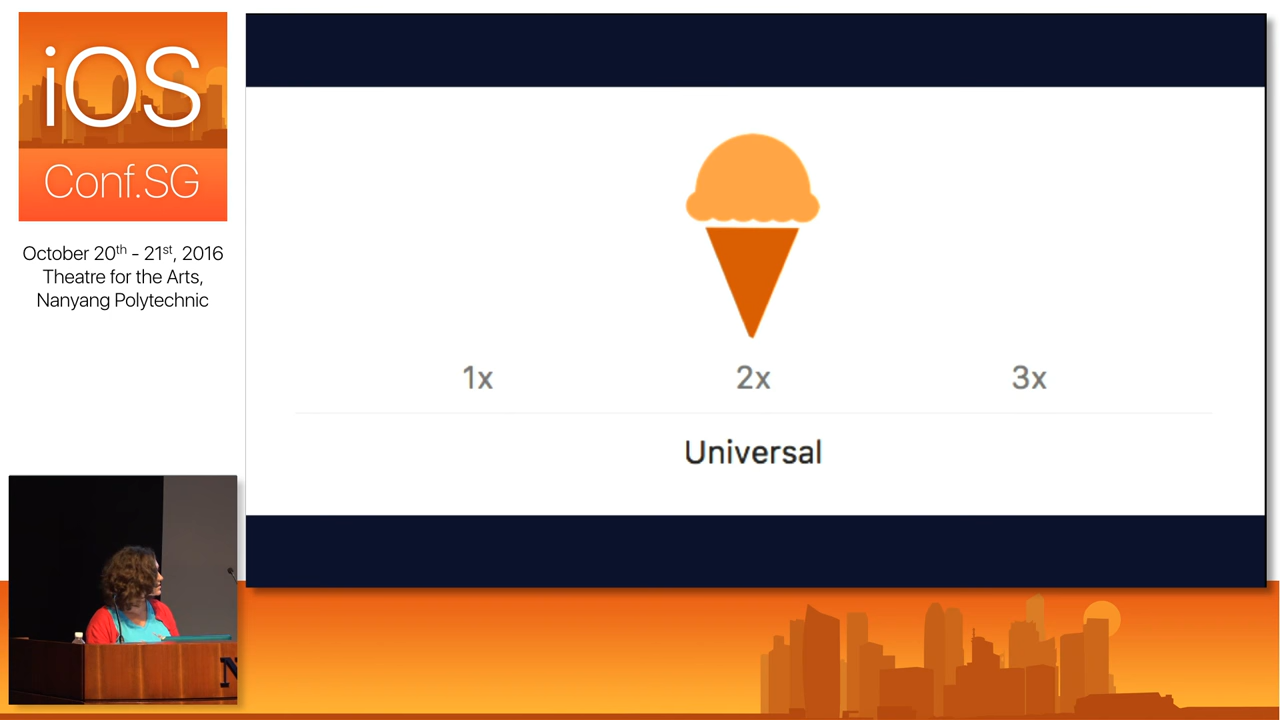 iOS
Conf.SG
October 20th - 21st, 2016
Theatre for the Arts,
Nanyang Polytechnic
1x 2x 3x
Universal
N